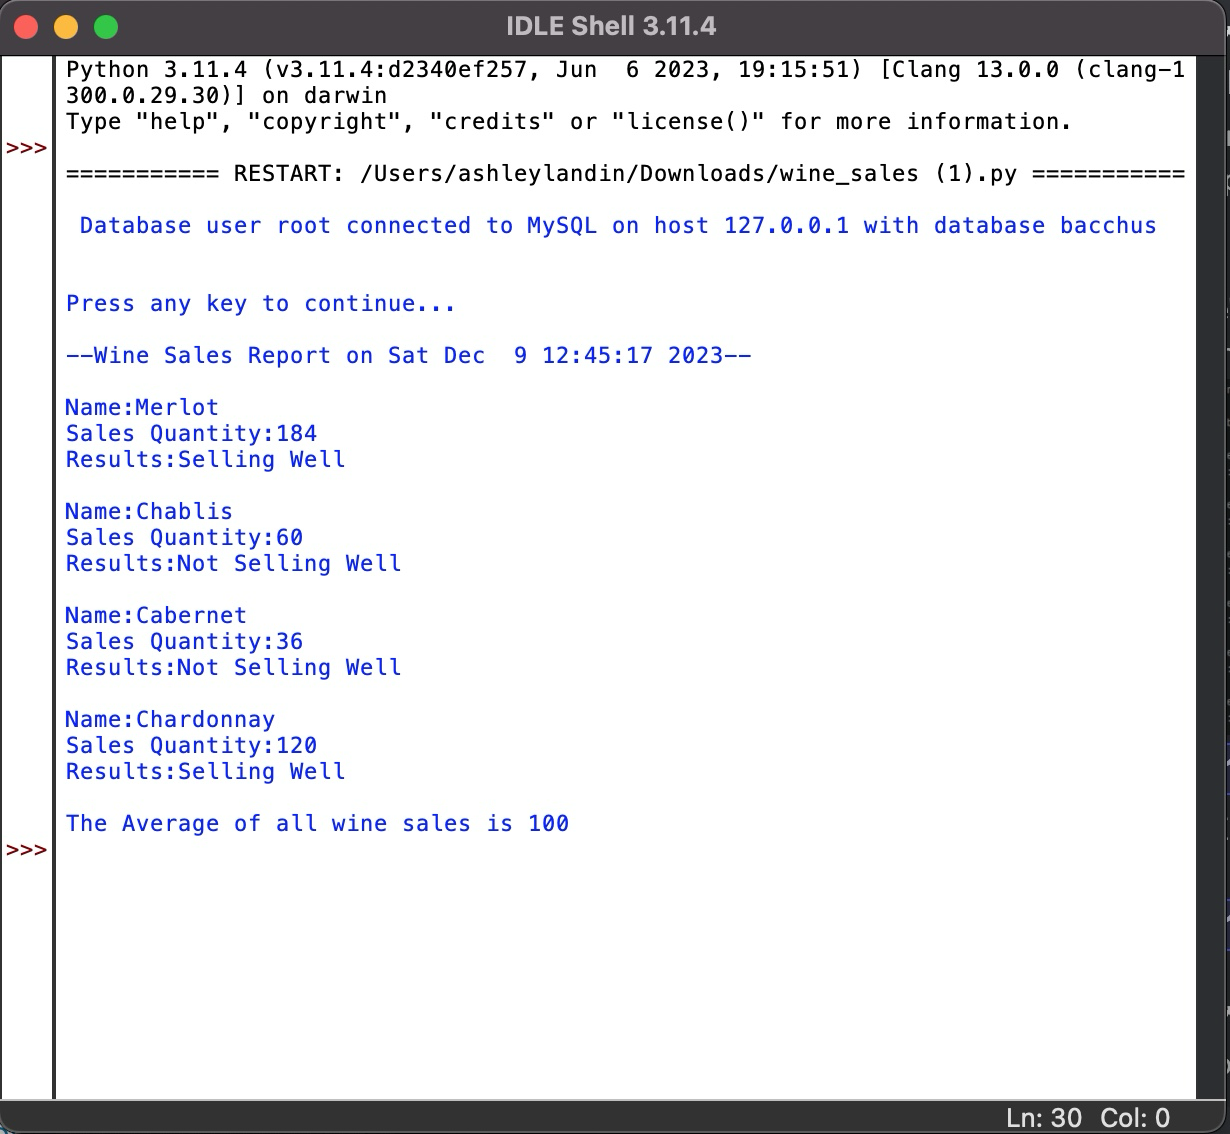 IDLE Shell 3.11.4
Python 3.11.4 (v3.11.4:d2340ef257, Jun  6 2023, 19:15:51) [Clang 13.0.0 (clang-1
300.0.29.30)] on darwin
Type "help", "copyright", "credits" or "license()" for more information.
>>>
=========== RESTART: /Users/ashleylandin/Downloads/wine_sales (1).py ===========
Database user root connected to MySQL on host 127.0.0.1 with database bacchus
Press any key to continue...
--Wine Sales Report on Sat Dec  9 12:45:17 2023--
Name:Merlot
Sales Quantity:184
Results:Selling Well
Name:Chablis
Sales Quantity:60
Results:Not Selling Well
Name:Cabernet
Sales Quantity:36
Results:Not Selling Well
Name:Chardonnay
Sales Quantity:120
Results:Selling Well
The Average of all wine sales is 100
>>>
Ln: 30 Col: 0